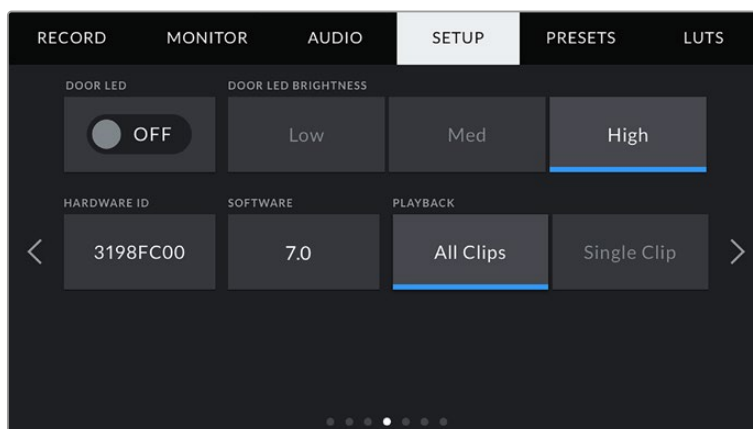 RECORD MONITOR AUDIO SETUP PRESETS LUTS
DOOR LED DOOR LED BRIGHTNESS
OFF Low Med High
HARDWARE ID SOFTWARE PLAYBACK
3198FC00 7.0 All Clips Single Clip